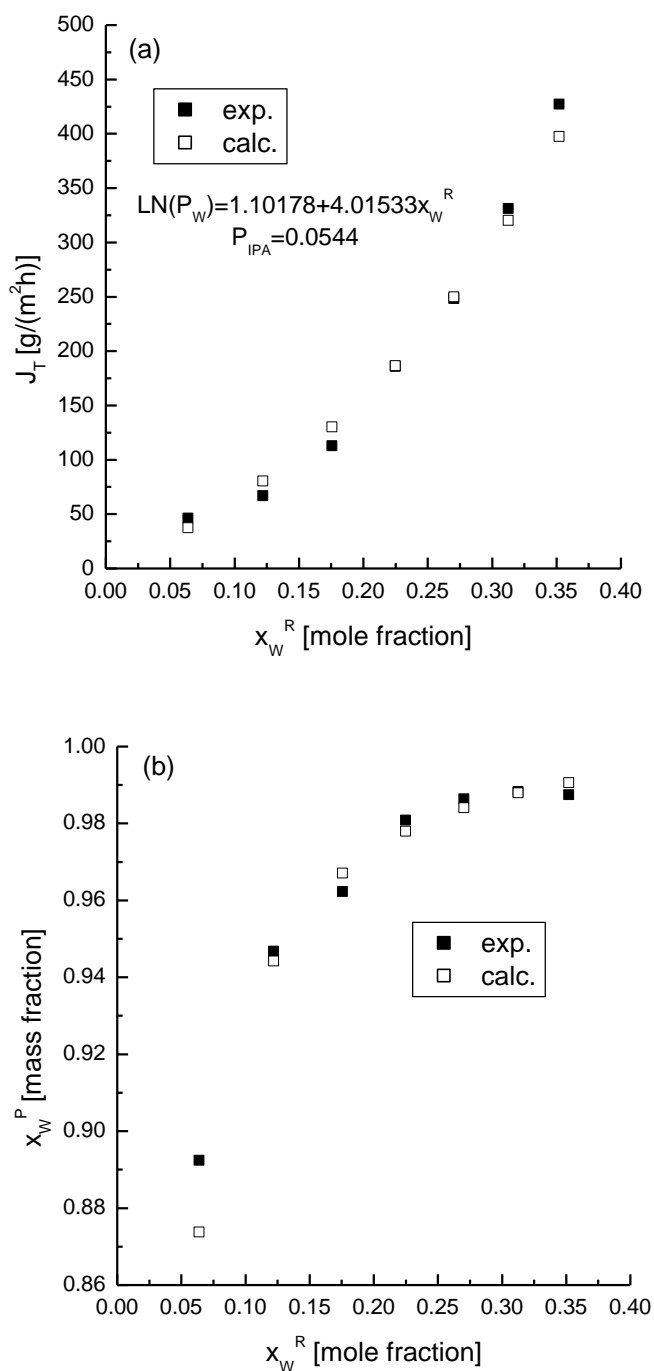 (a)
500
450
400
350
300
250
200
150
100
50
0
J_T [g/(m²h)]
exp.
calc.
LN(P_W)=1.10178+4.01533x_W^R
P_IPA=0.0544
0.00 0.05 0.10 0.15 0.20 0.25 0.30 0.35 0.40
x_W^R [mole fraction]
(b)
1.00
0.98
0.96
0.94
0.92
0.90
0.88
0.86
x_W^P [mass fraction]
exp.
calc.
0.00 0.05 0.10 0.15 0.20 0.25 0.30 0.35 0.40
x_W^R [mole fraction]